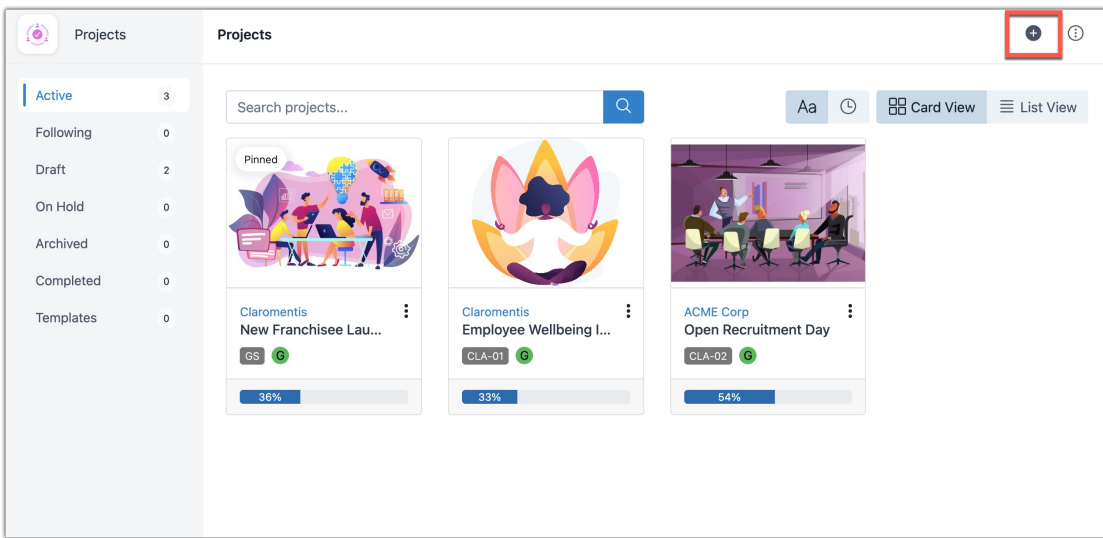 Projects
Projects
Active 3
Following 0
Draft 2
On Hold 0
Archived 0
Completed 0
Templates 0
Search projects...
Aa
Card View
List View
Pinned
Claromentis
New Franchisee Lau...
GS G
36%
Claromentis
Employee Wellbeing I...
CLA-01 G
33%
ACME Corp
Open Recruitment Day
CLA-02 G
54%